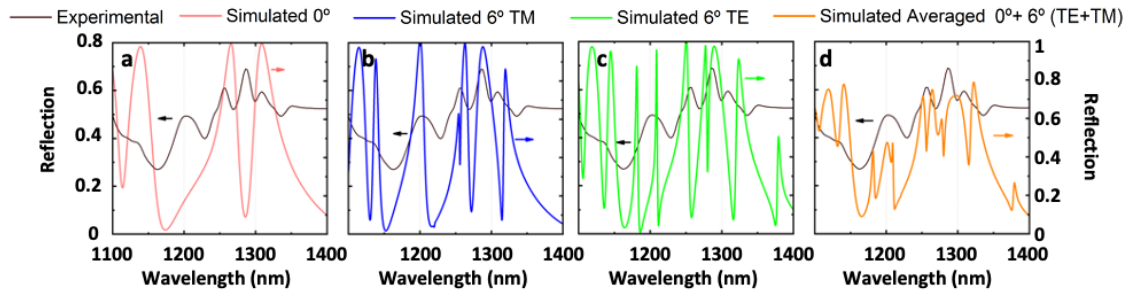 Experimental Simulated 0º Simulated 6º TM Simulated 6º TE Simulated Averaged 0º+ 6º (TE+TM)
a b c d
Reflection
0.8
0.6
0.4
0.2
0
1
0.8
0.6
0.4
0.2
0
Reflection
1100 1200 1300 1400 1200 1300 1400 1200 1300 1400 1200 1300 1400
Wavelength (nm) Wavelength (nm) Wavelength (nm) Wavelength (nm)